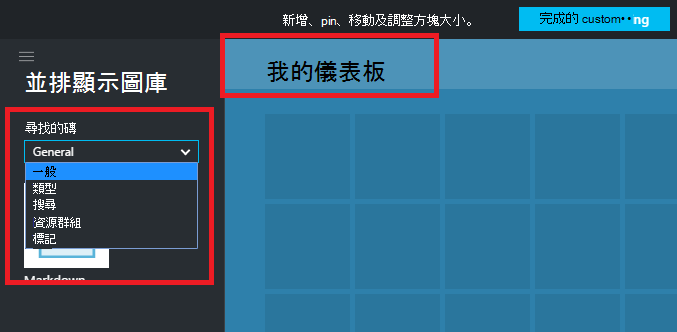 新增、pin、移動及調整方塊大小。
完成的 custom··ng
並排顯示圖庫
我的儀表板
尋找的磚
General
一般
類型
搜尋
資源群組
標記
Markdown